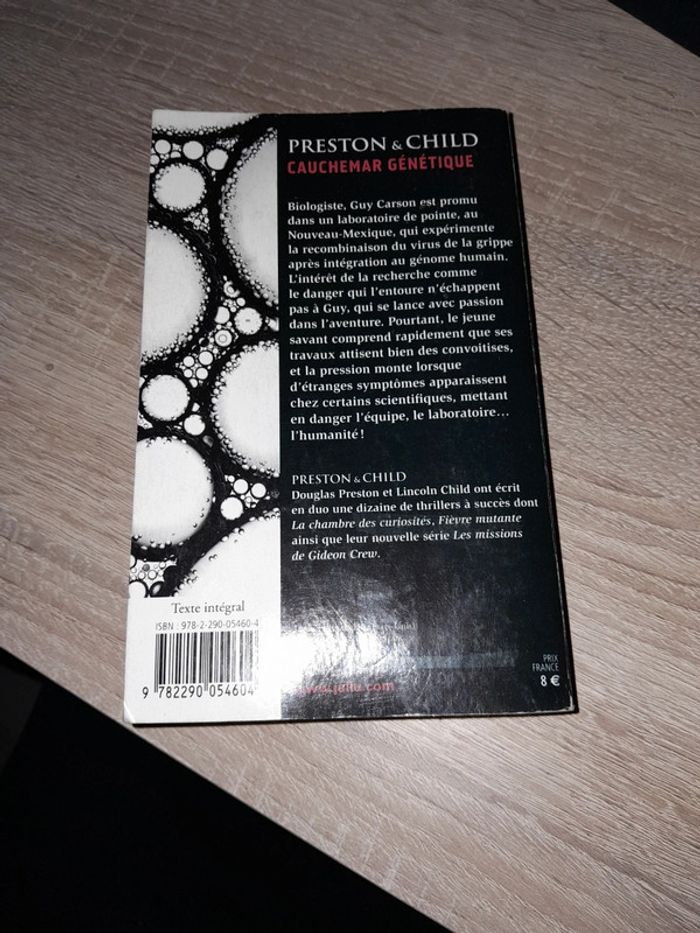 PRESTON & CHILD
CAUCHEMAR GÉNÉTIQUE
Biologiste, Guy Carson est promu
dans un laboratoire de pointe, au
Nouveau-Mexique, qui expérimente
la recombinaison du virus de la grippe
après intégration au génome humain.
L'intérêt de la recherche comme
le danger qui l'entoure n'échappent
pas à Guy, qui se lance avec passion
dans l'aventure. Pourtant, le jeune
savant comprend rapidement que ses
travaux attisent bien des convoitises,
et la pression monte lorsque
d'étranges symptômes apparaissent
chez certains scientifiques, mettant
en danger l'équipe, le laboratoire…
l'humanité !
PRESTON & CHILD
Douglas Preston et Lincoln Child ont écrit
en duo une dizaine de thrillers à succès dont
La chambre des curiosités, Fièvre mutante
ainsi que leur nouvelle série Les missions
de Gideon Crew.
Texte intégral
ISBN : 978-2-290-05460-4
9 782290 054604
PRIX
FRANCE
8 €